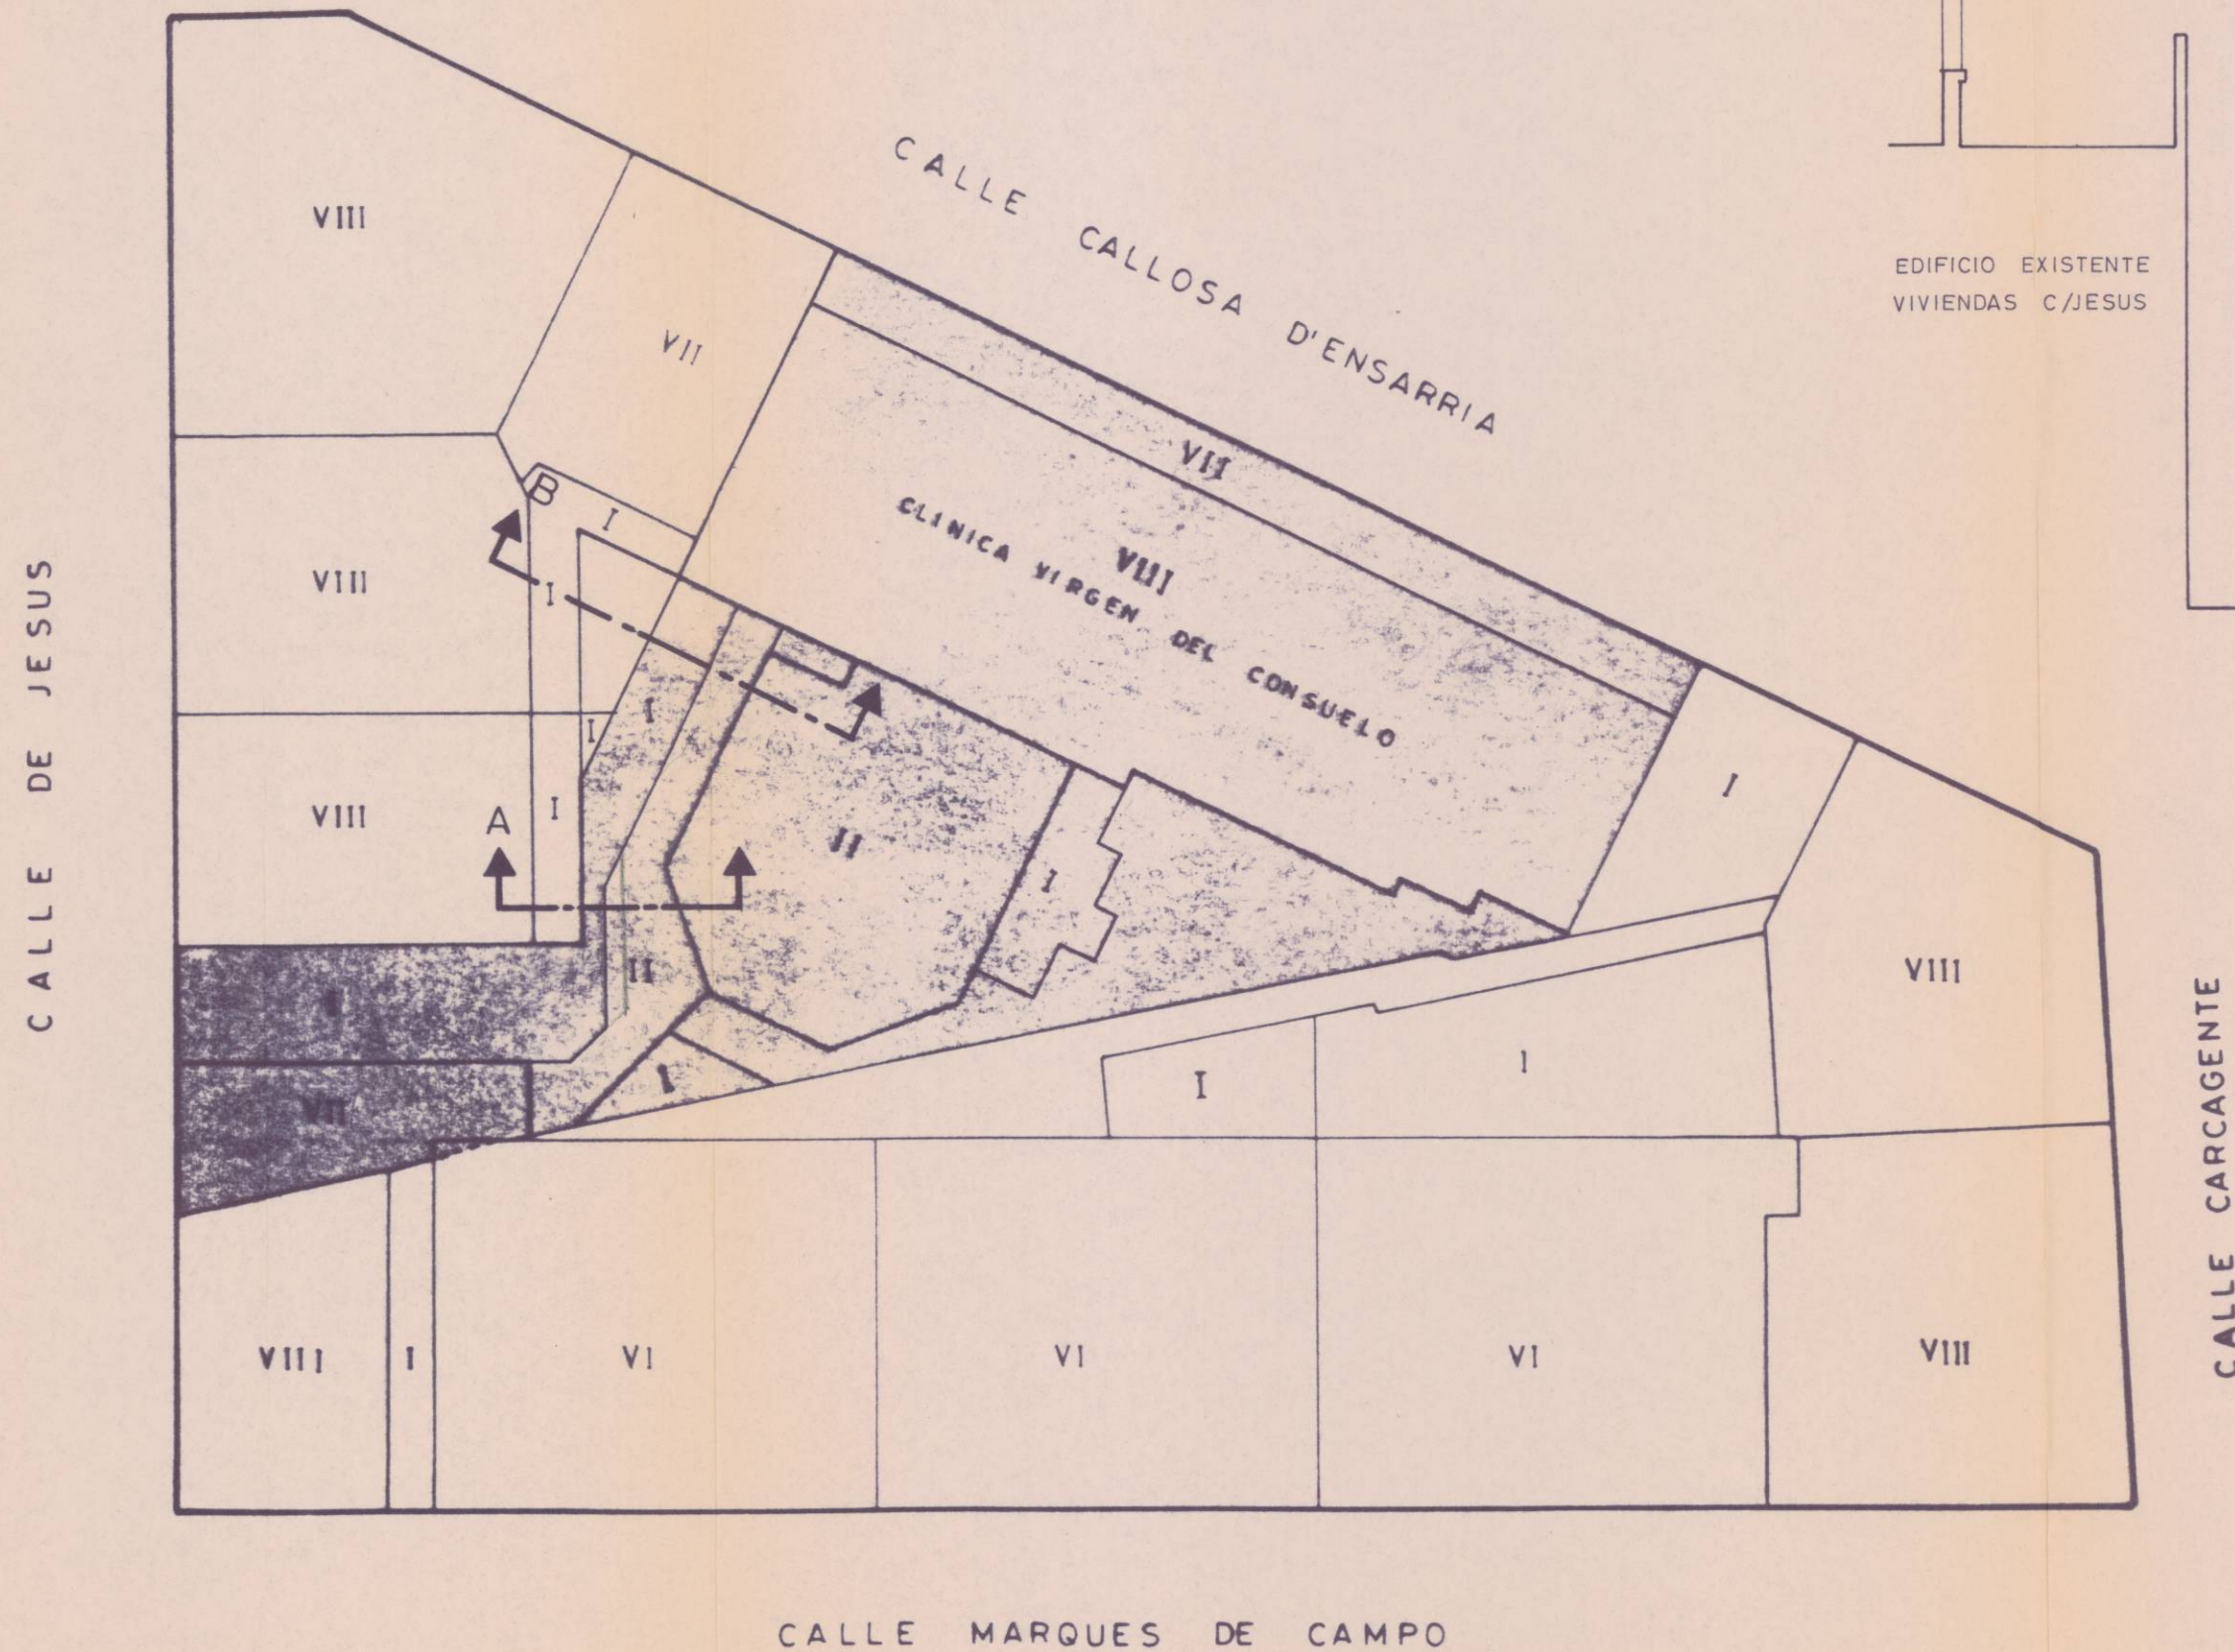 CALLE CALLOSA D'ENSARRIA
EDIFICIO EXISTENTE
VIVIENDAS C/JESUS
CALLE DE JESUS
VIII
VII
VII
VIII
CLINICA VIRGEN DEL CONSUELO
B
I
VIII
I
I
I
I
VIII
I
A
II
I
VIII
II
VII
I
I
I
VIII
I
VI
VI
VI
VIII
CALLE CARCAGENTE
CALLE MARQUES DE CAMPO